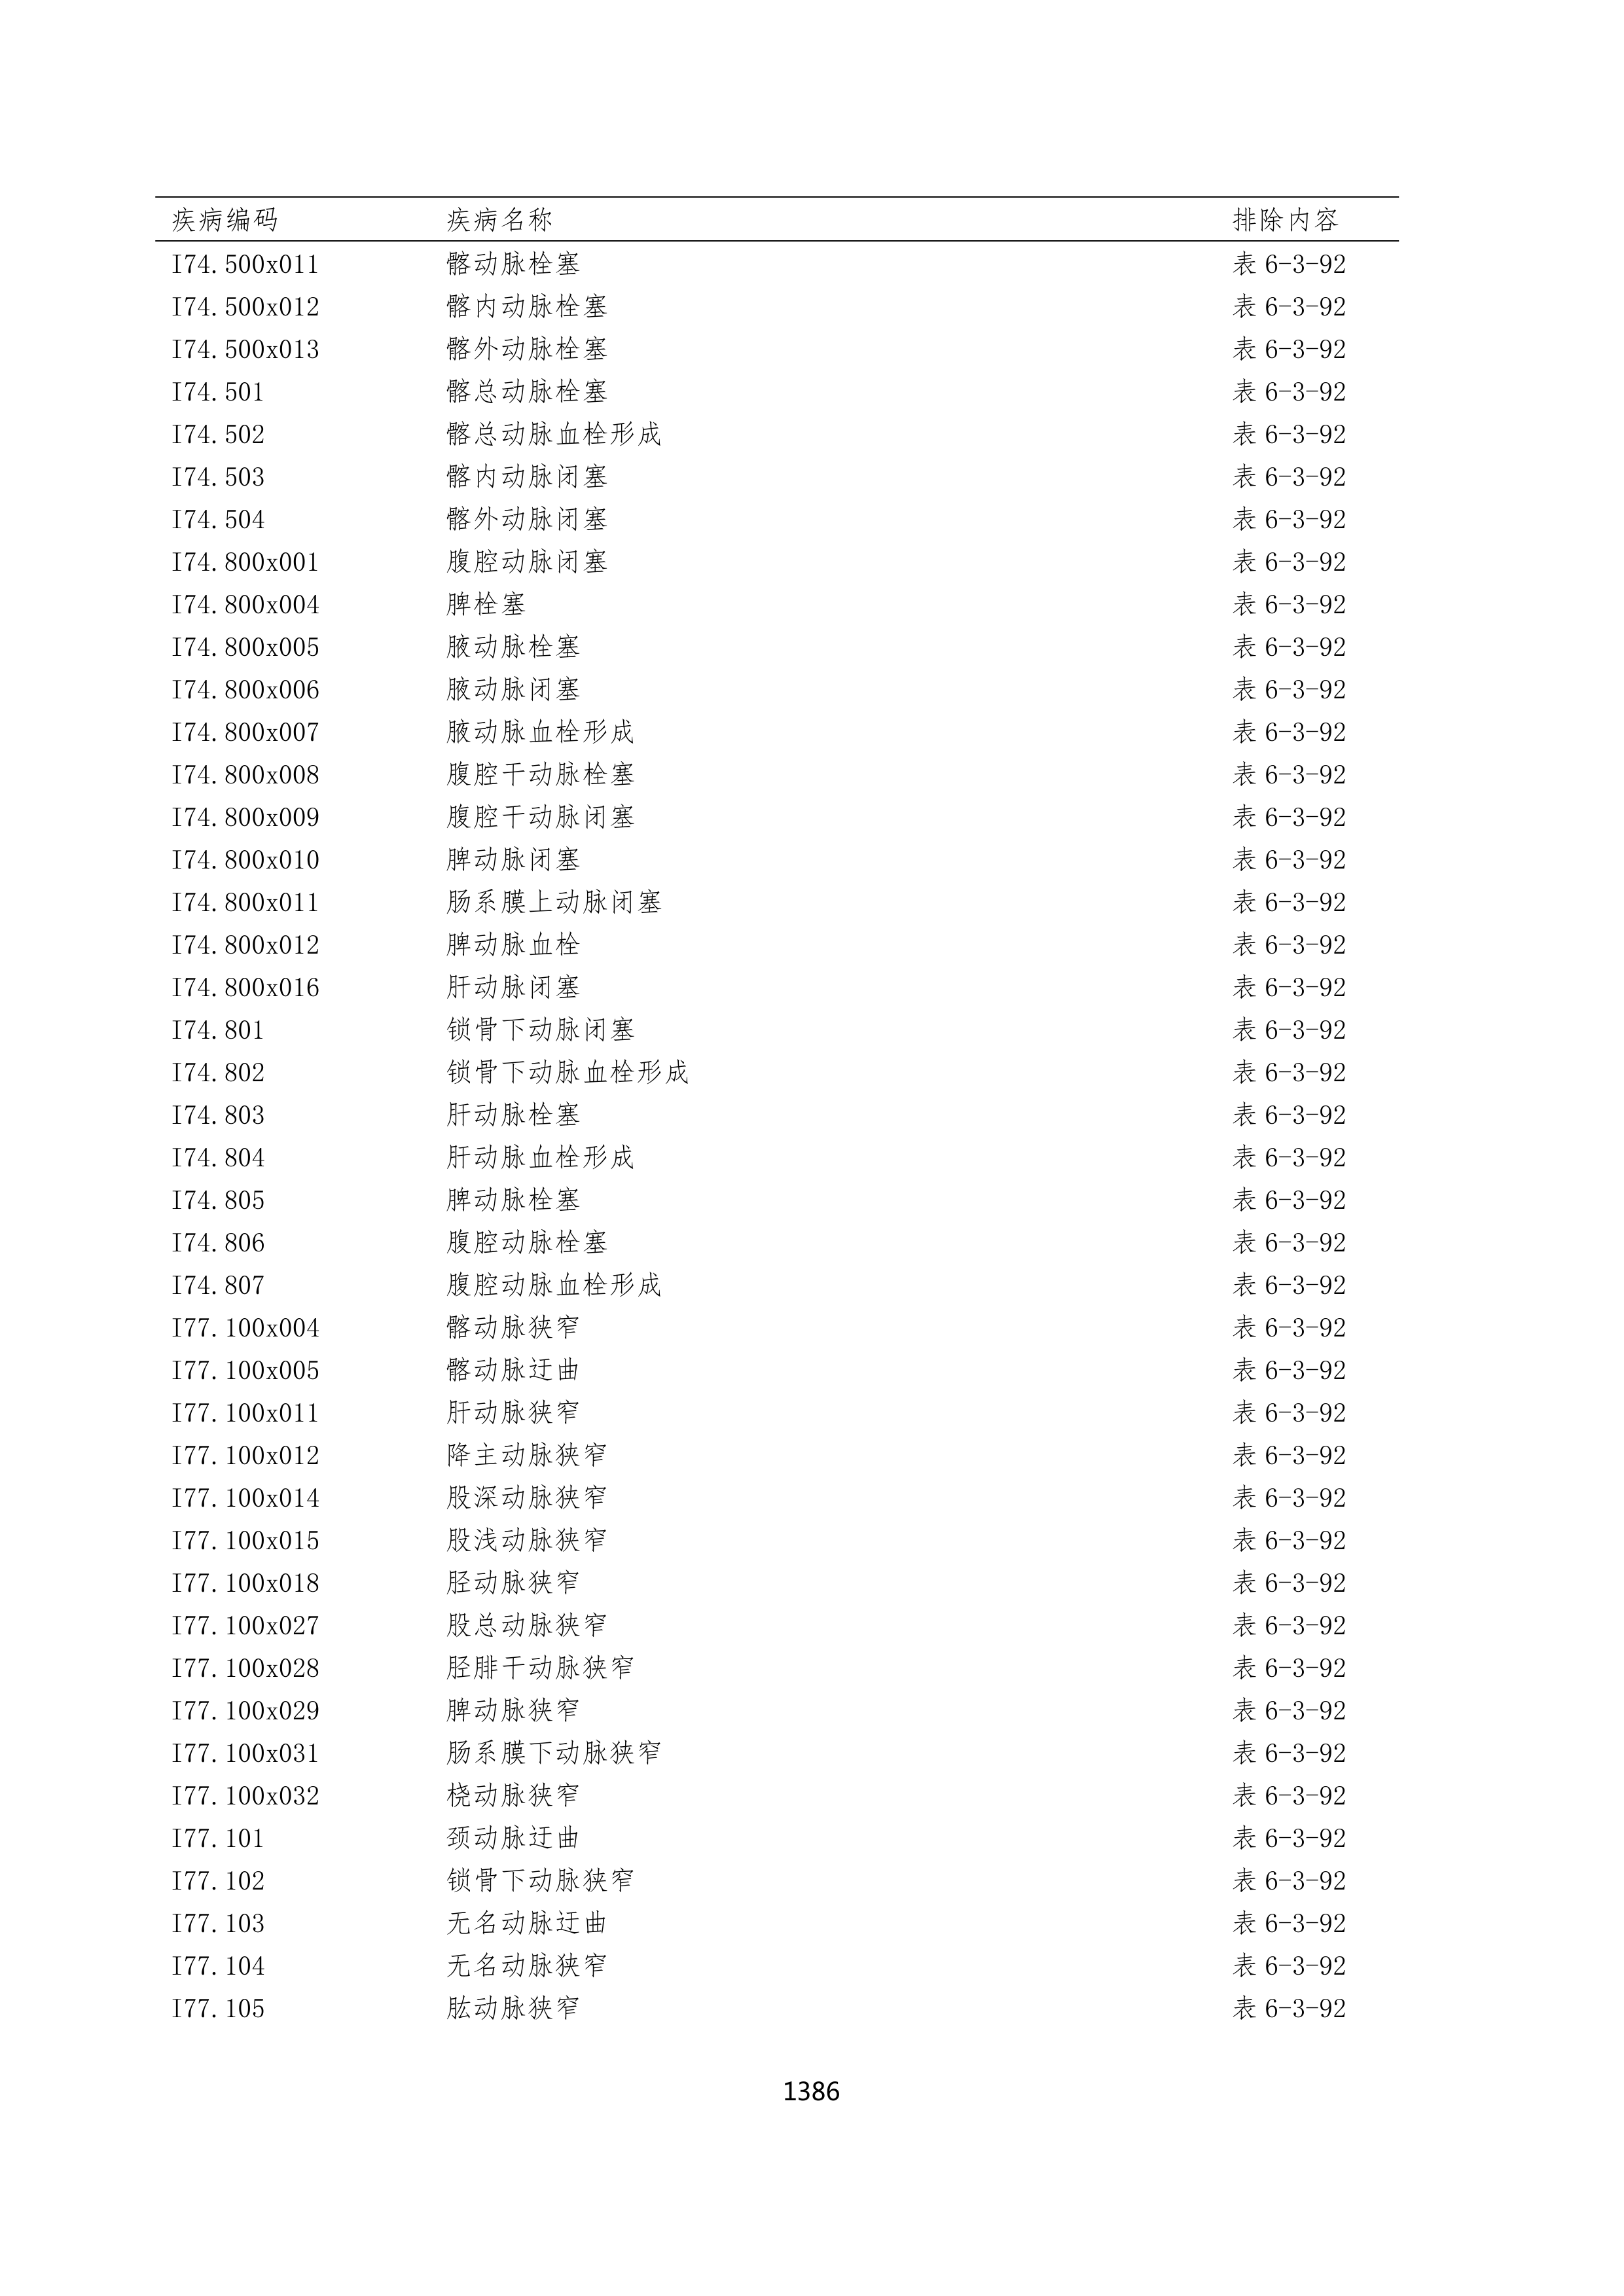 疾病编码 疾病名称 排除内容
I74.500x011 髂动脉栓塞 表 6-3-92
I74.500x012 髂内动脉栓塞 表 6-3-92
I74.500x013 髂外动脉栓塞 表 6-3-92
I74.501 髂总动脉栓塞 表 6-3-92
I74.502 髂总动脉血栓形成 表 6-3-92
I74.503 髂内动脉闭塞 表 6-3-92
I74.504 髂外动脉闭塞 表 6-3-92
I74.800x001 腹腔动脉闭塞 表 6-3-92
I74.800x004 脾栓塞 表 6-3-92
I74.800x005 腋动脉栓塞 表 6-3-92
I74.800x006 腋动脉闭塞 表 6-3-92
I74.800x007 腋动脉血栓形成 表 6-3-92
I74.800x008 腹腔干动脉栓塞 表 6-3-92
I74.800x009 腹腔干动脉闭塞 表 6-3-92
I74.800x010 脾动脉闭塞 表 6-3-92
I74.800x011 肠系膜上动脉闭塞 表 6-3-92
I74.800x012 脾动脉血栓 表 6-3-92
I74.800x016 肝动脉闭塞 表 6-3-92
I74.801 锁骨下动脉闭塞 表 6-3-92
I74.802 锁骨下动脉血栓形成 表 6-3-92
I74.803 肝动脉栓塞 表 6-3-92
I74.804 肝动脉血栓形成 表 6-3-92
I74.805 脾动脉栓塞 表 6-3-92
I74.806 腹腔动脉栓塞 表 6-3-92
I74.807 腹腔动脉血栓形成 表 6-3-92
I77.100x004 髂动脉狭窄 表 6-3-92
I77.100x005 髂动脉迂曲 表 6-3-92
I77.100x011 肝动脉狭窄 表 6-3-92
I77.100x012 降主动脉狭窄 表 6-3-92
I77.100x014 股深动脉狭窄 表 6-3-92
I77.100x015 股浅动脉狭窄 表 6-3-92
I77.100x018 胫动脉狭窄 表 6-3-92
I77.100x027 股总动脉狭窄 表 6-3-92
I77.100x028 胫腓干动脉狭窄 表 6-3-92
I77.100x029 脾动脉狭窄 表 6-3-92
I77.100x031 肠系膜下动脉狭窄 表 6-3-92
I77.100x032 桡动脉狭窄 表 6-3-92
I77.101 颈动脉迂曲 表 6-3-92
I77.102 锁骨下动脉狭窄 表 6-3-92
I77.103 无名动脉迂曲 表 6-3-92
I77.104 无名动脉狭窄 表 6-3-92
I77.105 肱动脉狭窄 表 6-3-92
1386